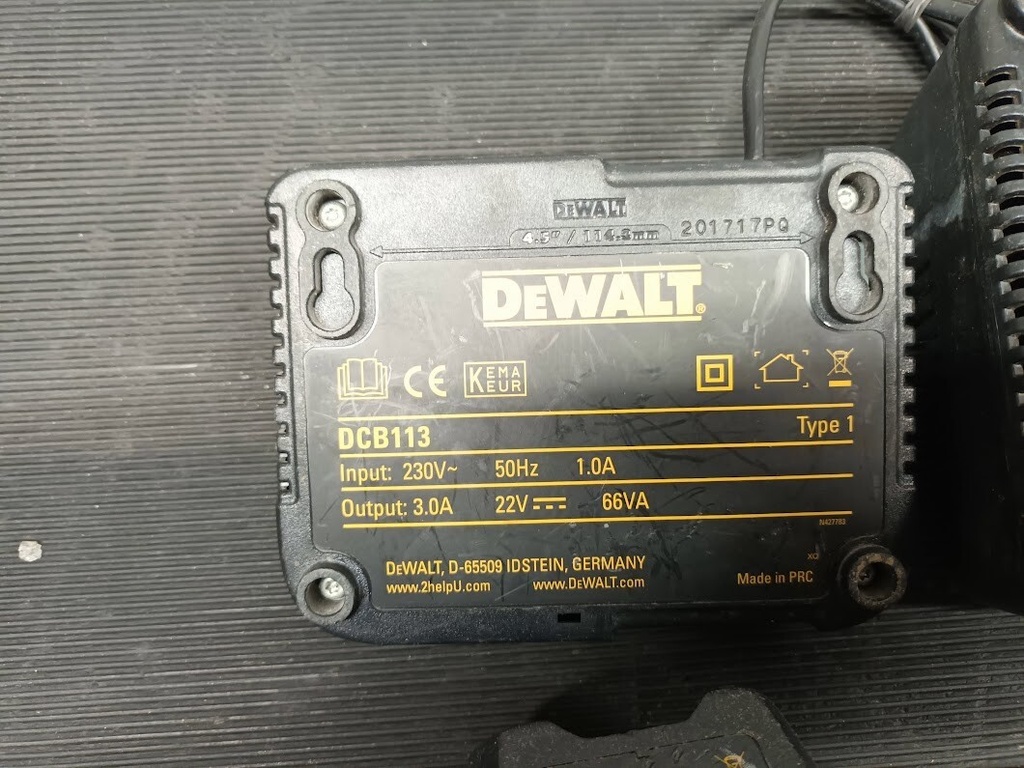 DEWALT
4.5" / 114.3mm 201717PQ
DEWALT®
CE KEMA EUR
DCB113 Type 1
Input: 230V~ 50Hz 1.0A
Output: 3.0A 22V 66VA
N427783
XQ
DEWALT, D-65509 IDSTEIN, GERMANY
www.2helpU.com www.DEWALT.com Made in PRC